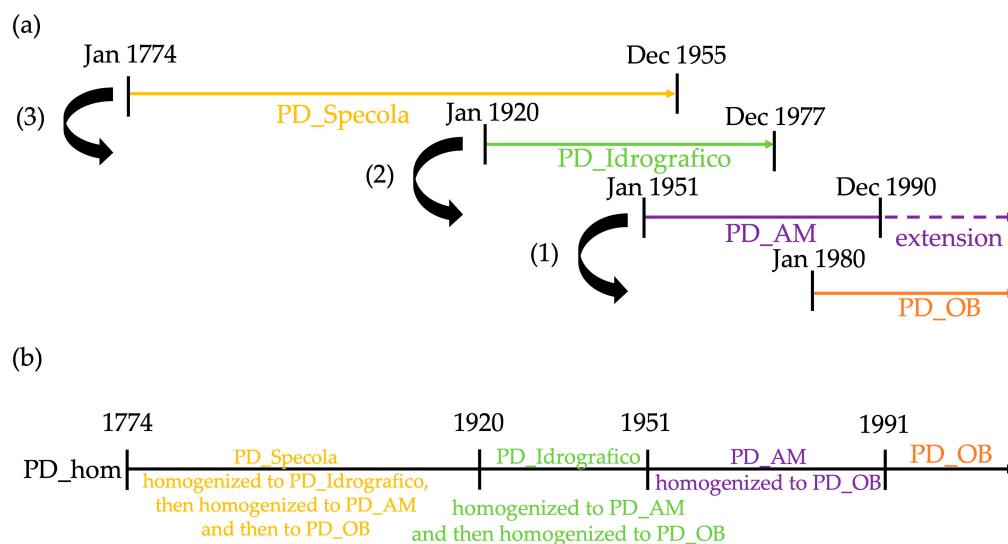 (a)
Jan 1774
Dec 1955
(3)
PD_Specola
Jan 1920
Dec 1977
(2)
PD_Idrografico
Jan 1951
Dec 1990
(1)
PD_AM
extension
Jan 1980
PD_OB
(b)
1774
1920
1951
1991
PD_hom
PD_Specola
homogenized to PD_Idrografico,
then homogenized to PD_AM
and then to PD_OB
PD_Idrografico
homogenized to PD_AM
and then homogenized to PD_OB
PD_AM
homogenized to PD_OB
PD_OB